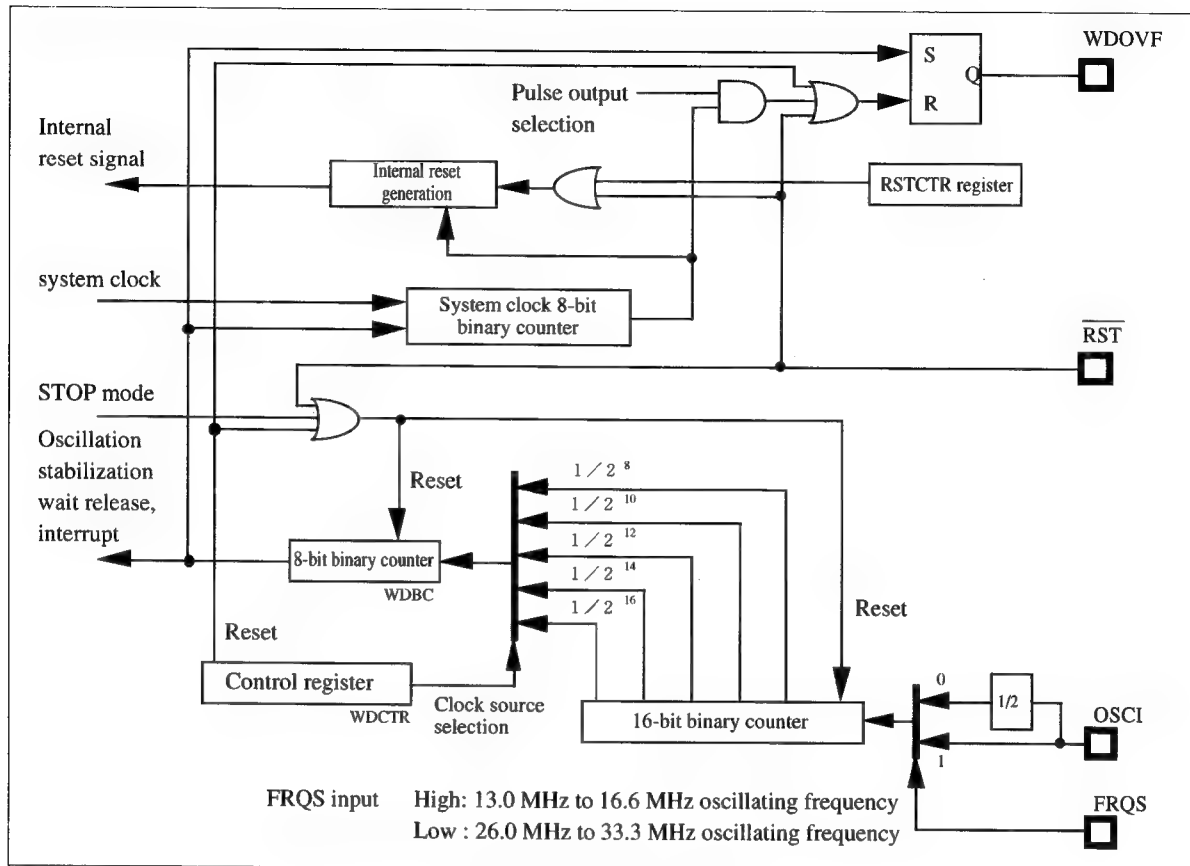 WDOVF
S
Q
R
Pulse output
selection
Internal
reset signal
Internal reset
generation
RSTCTR register
system clock
System clock 8-bit
binary counter
RST
STOP mode
Oscillation
stabilization
wait release,
interrupt
Reset
1 / 2 8
1 / 2 10
1 / 2 12
1 / 2 14
1 / 2 16
8-bit binary counter
WDBC
Reset
Reset
Control register
WDCTR
Clock source
selection
16-bit binary counter
0
1/2
1
OSCI
FRQS
FRQS input High: 13.0 MHz to 16.6 MHz oscillating frequency
Low : 26.0 MHz to 33.3 MHz oscillating frequency